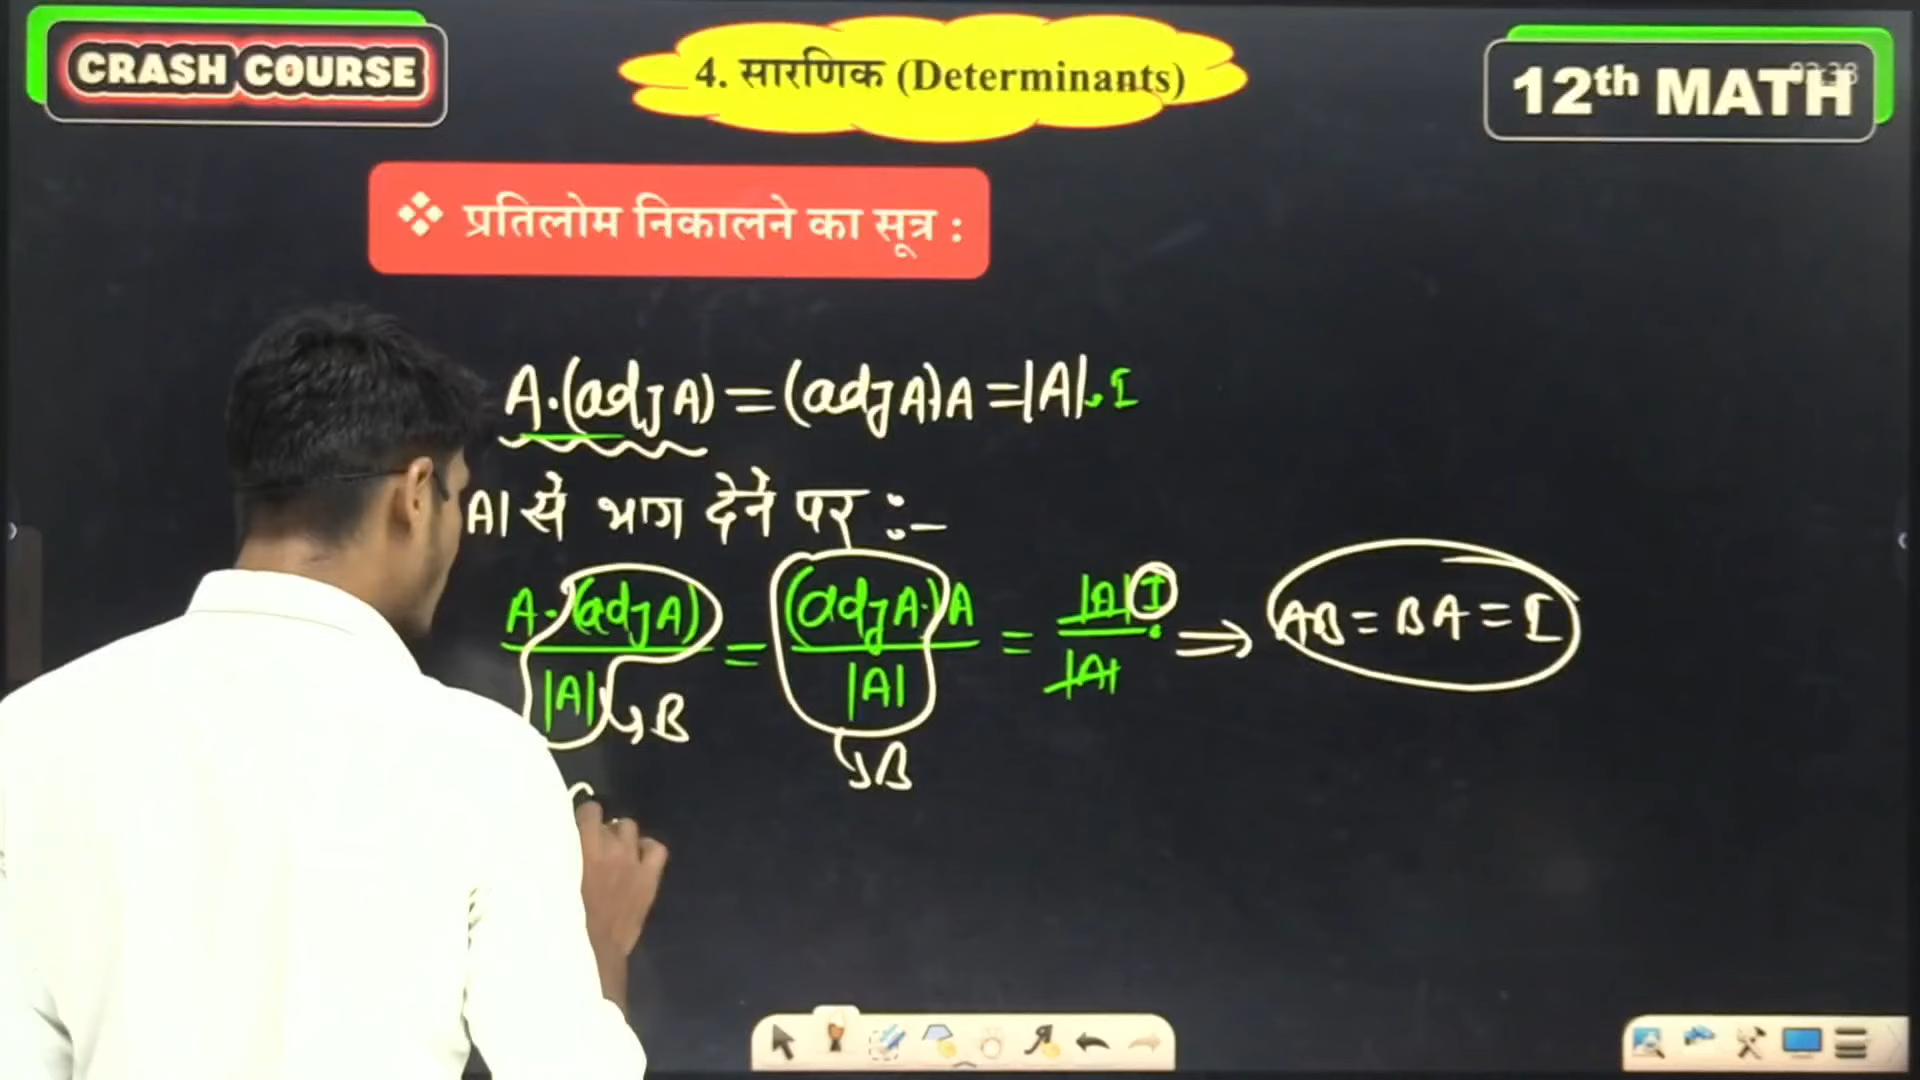 CRASH COURSE
4. सारणिक (Determinants)
12th MATH
❖ प्रतिलोम निकालने का सूत्र :
A·(adj A) = (adj A)A = |A|.I
A| से भाग देने पर :-
A·(adj A) / |A| = (adj A·)A / |A| = |A|I / |A| ⇒ AB = BA = I
↳ B
↳ B